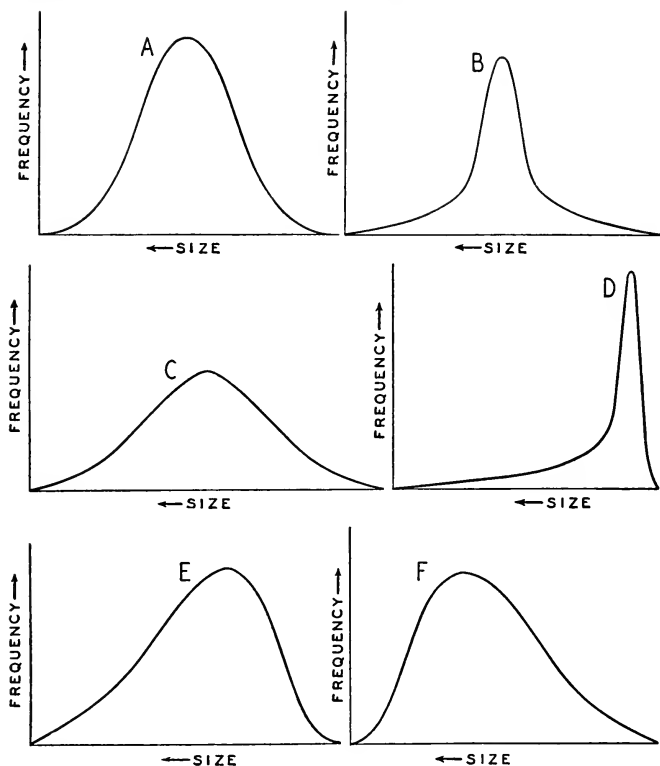 A
FREQUENCY→
←SIZE
B
FREQUENCY→
←SIZE
C
FREQUENCY→
←SIZE
D
FREQUENCY→
←SIZE
E
FREQUENCY→
←SIZE
F
FREQUENCY→
←SIZE